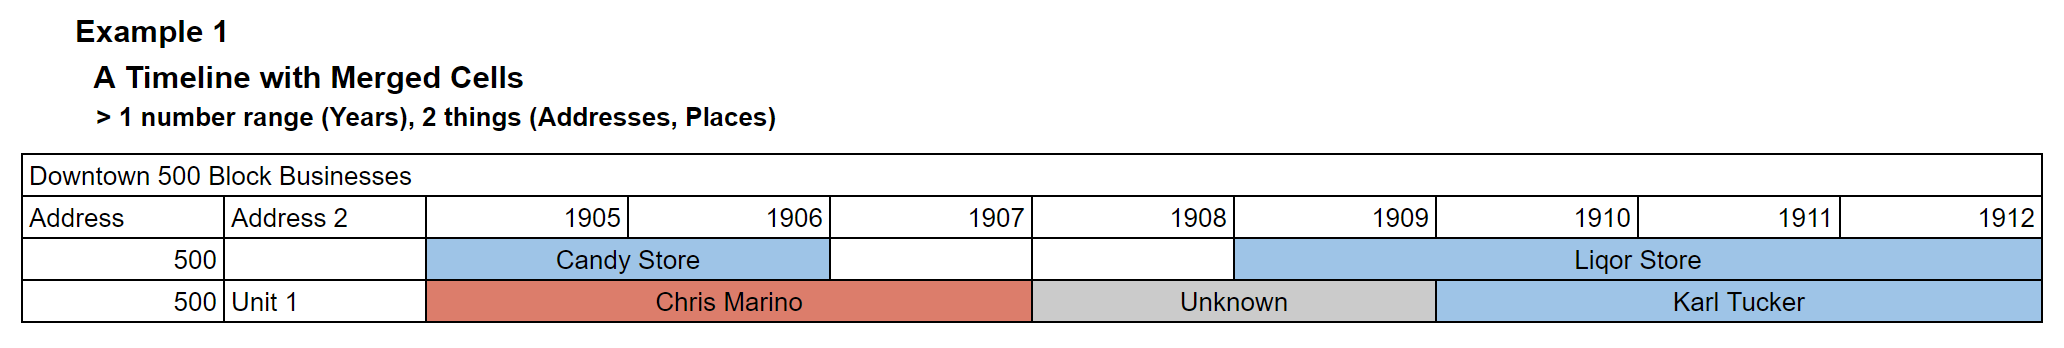 Example 1
A Timeline with Merged Cells
> 1 number range (Years), 2 things (Addresses, Places)
Downtown 500 Block Businesses
Address Address 2 1905 1906 1907 1908 1909 1910 1911 1912
500 Candy Store Liqor Store
500 Unit 1 Chris Marino Unknown Karl Tucker